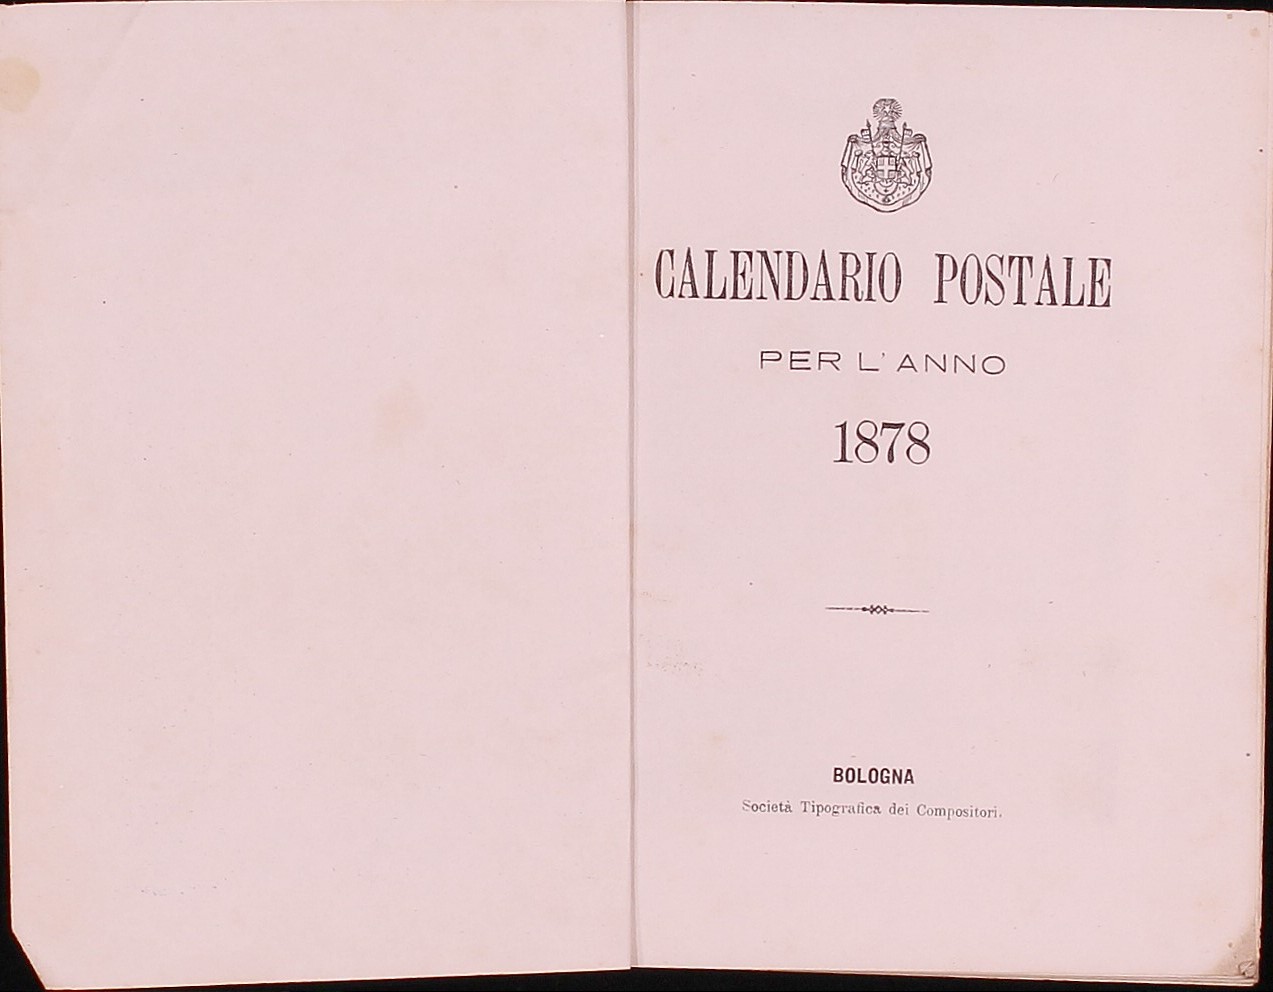 CALENDARIO POSTALE
PER L'ANNO
1878
BOLOGNA
Società Tipografica dei Compositori.